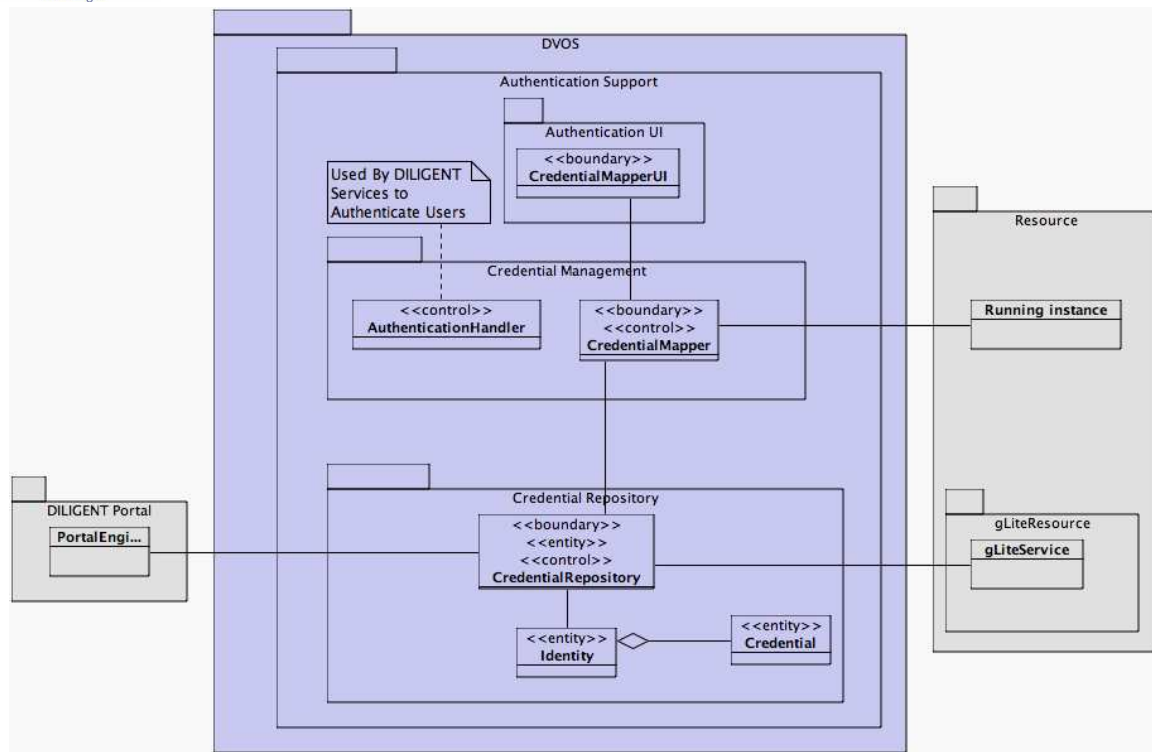 DVOS
Authentication Support
Authentication UI
<<boundary>>
CredentialMapperUI
Used By DILIGENT
Services to
Authenticate Users
Resource
Credential Management
<<control>>
AuthenticationHandler
<<boundary>>
<<control>>
CredentialMapper
Running instance
Credential Repository
DILIGENT Portal
PortalEngi...
<<boundary>>
<<entity>>
<<control>>
CredentialRepository
gLiteResource
gLiteService
<<entity>>
Identity
<<entity>>
Credential